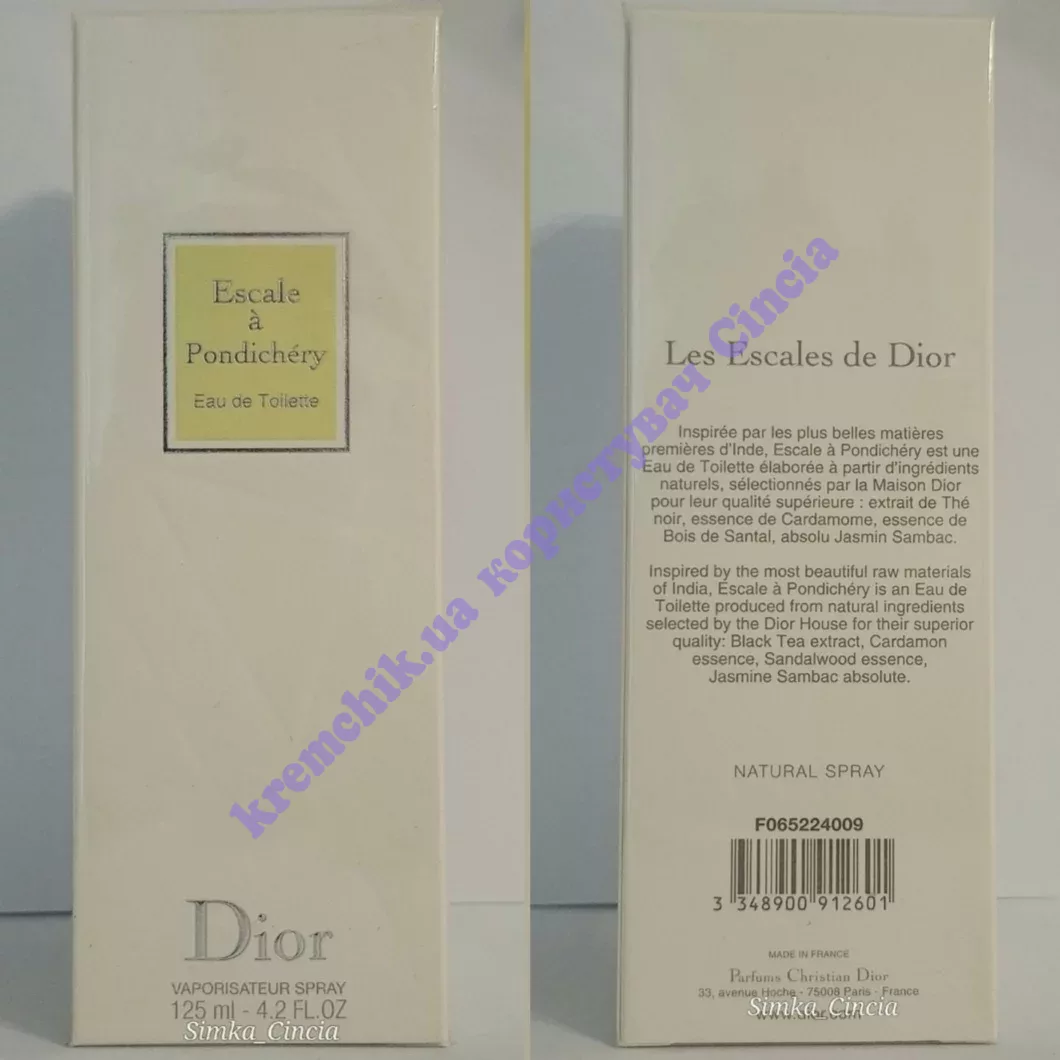 Escale
à
Pondichéry
Eau de Toilette
Dior
VAPORISATEUR SPRAY
125 ml - 4.2 FL.OZ
Simka_Cincia
kremchik.ua користувач Cincia
Les Escales de Dior
Inspirée par les plus belles matières
premières d'Inde, Escale à Pondichéry est une
Eau de Toilette élaborée à partir d'ingrédients
naturels, sélectionnés par la Maison Dior
pour leur qualité supérieure : extrait de Thé
noir, essence de Cardamome, essence de
Bois de Santal, absolu Jasmin Sambac.
Inspired by the most beautiful raw materials
of India, Escale à Pondichéry is an Eau de
Toilette produced from natural ingredients
selected by the Dior House for their superior
quality: Black Tea extract, Cardamon
essence, Sandalwood essence,
Jasmine Sambac absolute.
NATURAL SPRAY
F065224009
3 348900 912601
MADE IN FRANCE
Parfums Christian Dior
33, avenue Hoche - 75008 Paris - France
Simka_Cincia
www.dior.com